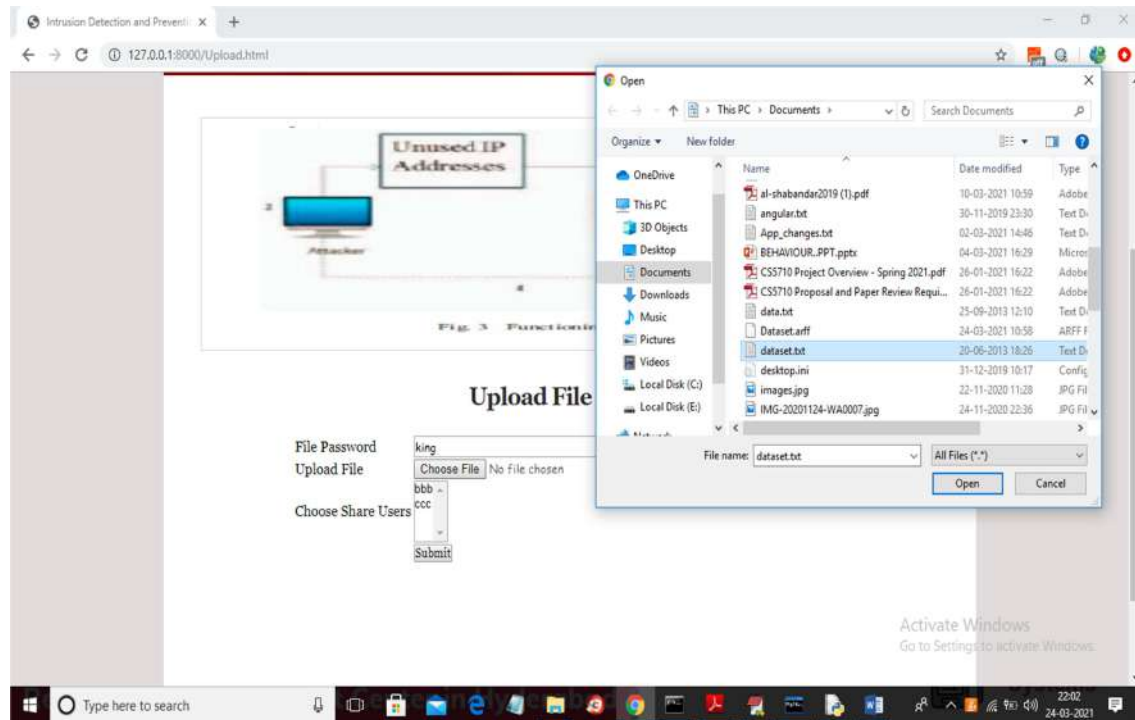 Intrusion Detection and Preventi
127.0.0.1:8000/Upload.html
Unused IP
Addresses
2
Attacker
4
Fig. 3 Functionin
Upload File
File Password king
Upload File Choose File No file chosen
bbb
Choose Share Users ccc
Submit
Open
This PC > Documents >
Search Documents
Organize New folder
OneDrive
This PC
3D Objects
Desktop
Documents
Downloads
Music
Pictures
Videos
Local Disk (C:)
Local Disk (E:)
Name Date modified Type
al-shabandar2019 (1).pdf 10-03-2021 10:59 Adobe
angular.txt 30-11-2019 23:30 Text D
App_changes.txt 02-03-2021 14:46 Text D
BEHAVIOUR..PPT.pptx 04-03-2021 16:29 Micros
CS5710 Project Overview - Spring 2021.pdf 26-01-2021 16:22 Adobe
CS5710 Proposal and Paper Review Requi... 26-01-2021 16:22 Adobe
data.txt 25-09-2013 12:10 Text D
Dataset.arff 24-03-2021 10:58 ARFF F
dataset.txt 20-06-2013 18:26 Text D
desktop.ini 31-12-2019 10:17 Config
images.jpg 22-11-2020 11:28 JPG Fil
IMG-20201124-WA0007.jpg 24-11-2020 22:36 JPG Fil
File name: dataset.txt All Files (*.*)
Open Cancel
Activate Windows
Go to Settings to activate Windows.
Type here to search
22:02
24-03-2021